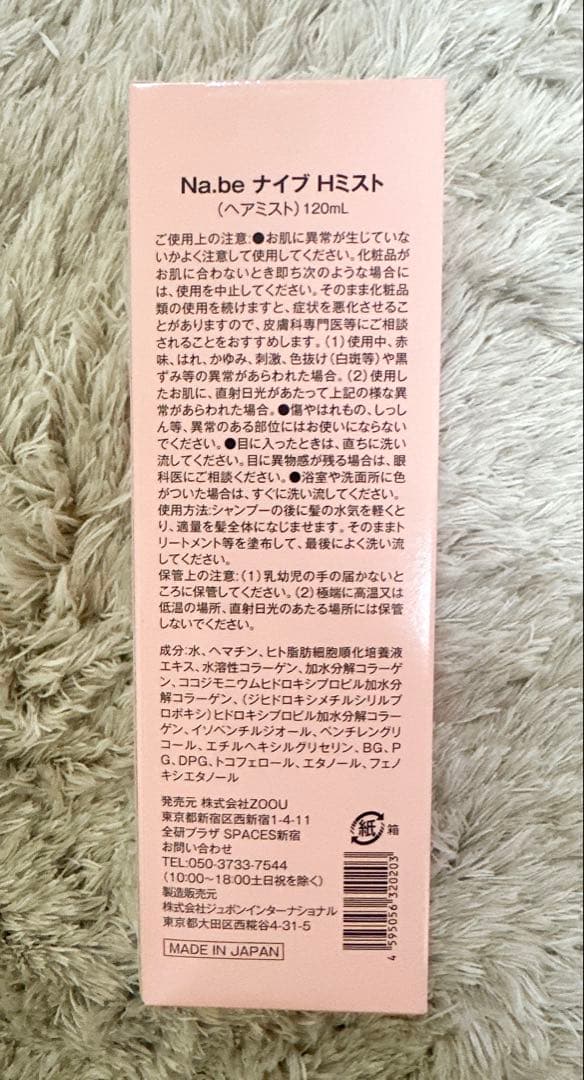 Na.be ナイブ Hミスト
(ヘアミスト)120mL
ご使用上の注意:●お肌に異常が生じていな
いかよく注意して使用してください。化粧品が
お肌に合わないとき即ち次のような場合に
は、使用を中止してください。そのまま化粧品
類の使用を続けますと、症状を悪化させるこ
とがありますので、皮膚科専門医等にご相談
されることをおすすめします。(1)使用中、赤
味、はれ、かゆみ、刺激、色抜け(白斑等)や黒
ずみ等の異常があらわれた場合。(2)使用し
たお肌に、直射日光があたって上記の様な異
常があらわれた場合。●傷やはれもの、しっし
ん等、異常のある部位にはお使いにならない
でください。●目に入ったときは、直ちに洗い
流してください。目に異物感が残る場合は、眼
科医にご相談ください。●浴室や洗面所に色
がついた場合は、すぐに洗い流してください。
使用方法:シャンプーの後に髪の水気を軽くと
り、適量を髪全体になじませます。そのままト
リートメント等を塗布して、最後によく洗い流
してください。
保管上の注意:(1)乳幼児の手の届かないと
ころに保管してください。(2)極端に高温又は
低温の場所、直射日光のあたる場所には保管
しないでください。
成分:水、ヘマチン、ヒト脂肪細胞順化培養液
エキス、水溶性コラーゲン、加水分解コラーゲ
ン、ココジモニウムヒドロキシプロピル加水分
解コラーゲン、(ジヒドロキシメチルシリルプ
ロポキシ)ヒドロキシプロピル加水分解コラー
ゲン、イソペンチルジオール、ペンチレングリ
コール、エチルヘキシルグリセリン、BG、P
G、DPG、トコフェロール、エタノール、フェノ
キシエタノール
発売元 株式会社ZOOU
東京都新宿区西新宿1-4-11
全研プラザ SPACES新宿
お問い合わせ
TEL:050-3733-7544
(10:00~18:00土日祝を除く)
製造販売元
株式会社ジュポンインターナショナル
東京都大田区西糀谷4-31-5
MADE IN JAPAN
紙 箱
4 595056 320203